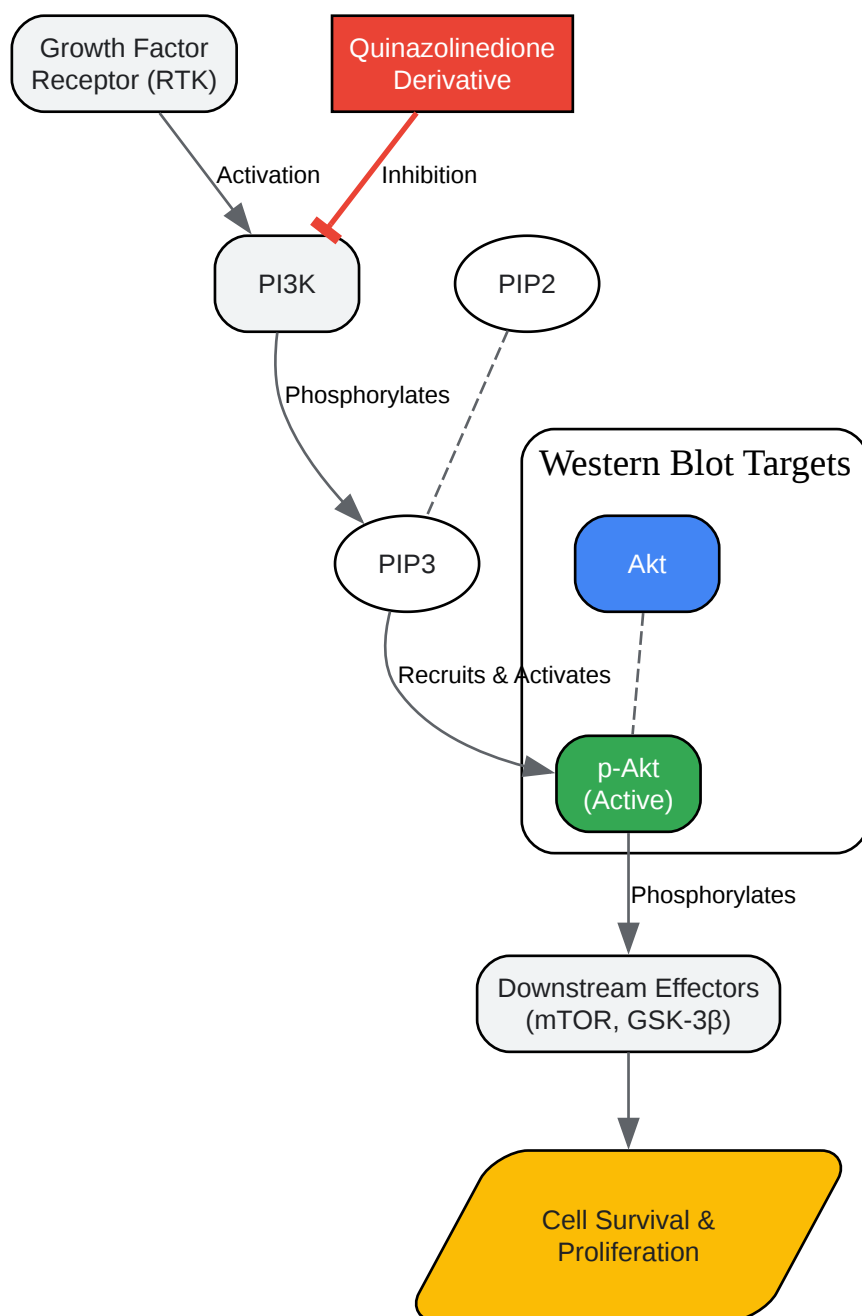 Growth Factor
Receptor (RTK)
Quinazolinedione
Derivative
Activation
Inhibition
PI3K
PIP2
Phosphorylates
Western Blot Targets
PIP3
Akt
Recruits & Activates
p-Akt
(Active)
Phosphorylates
Downstream Effectors
(mTOR, GSK-3β)
Cell Survival &
Proliferation